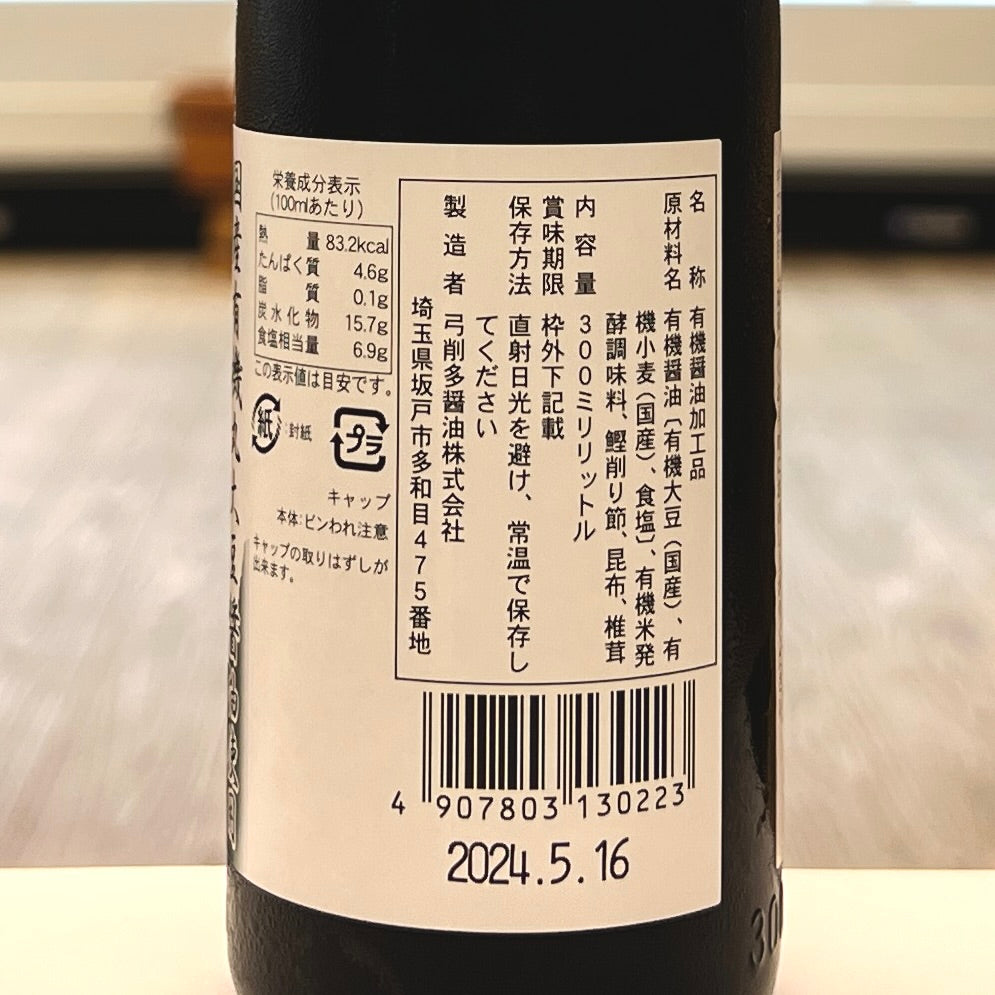 名称
有機醤油加工品
原材料名
有機醤油〔有機大豆(国産)、有
機小麦(国産)、食塩〕、有機米発
酵調味料、鰹削り節、昆布、椎茸
内容量
300ミリリットル
賞味期限
枠外下記載
保存方法
直射日光を避け、常温で保存し
てください
製造者
弓削多醤油株式会社
埼玉県坂戸市多和目475番地
栄養成分表示
(100mlあたり)
熱量 83.2kcal
たんぱく質 4.6g
脂質 0.1g
炭水化物 15.7g
食塩相当量 6.9g
この表示値は目安です。
紙 :封紙
プラ
キャップ
本体:ビンわれ注意
キャップの取りはずしが
出来ます。
4 907803 130223
2024.5.16